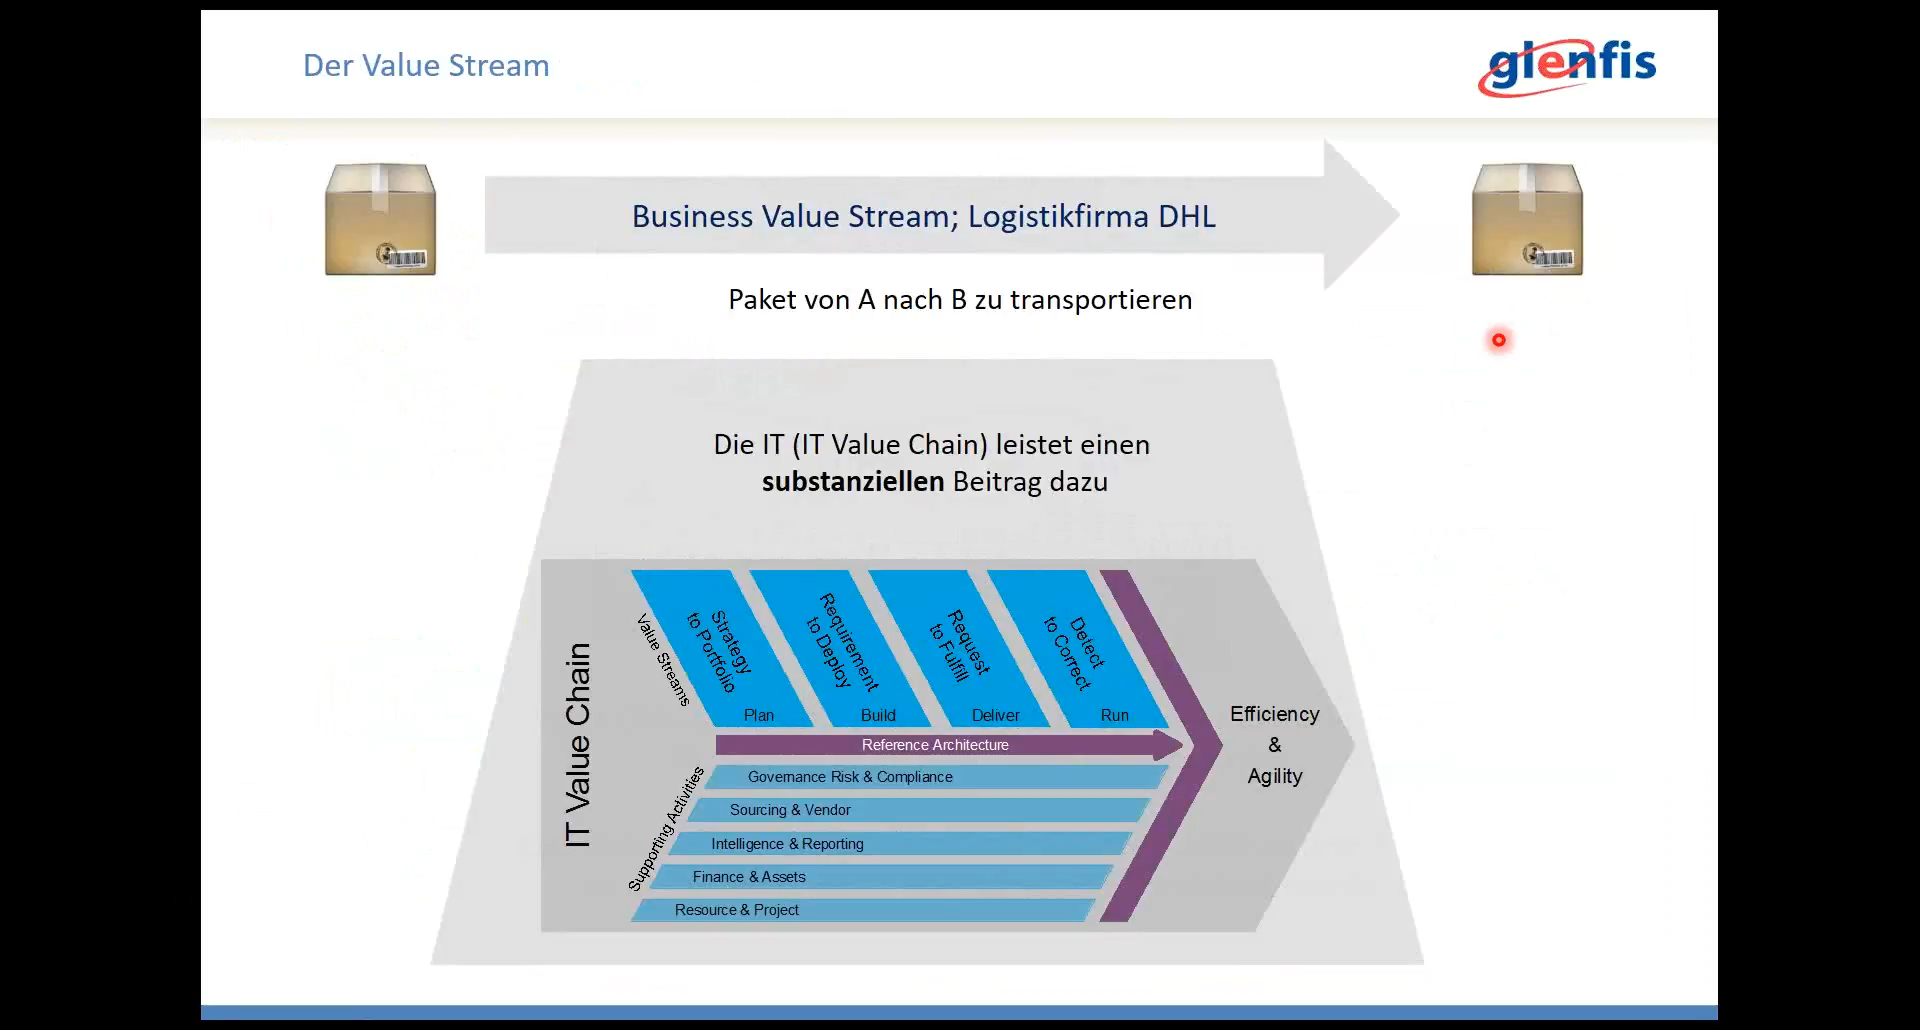 Der Value Stream
glenfis
Business Value Stream; Logistikfirma DHL
Paket von A nach B zu transportieren
Die IT (IT Value Chain) leistet einen
substanziellen Beitrag dazu
IT Value Chain
Value Streams
Strategy
to Portfolio
Plan
Requirement
to Deploy
Build
Request
to Fulfill
Deliver
Detect
to Correct
Run
Reference Architecture
Supporting Activities
Governance Risk & Compliance
Sourcing & Vendor
Intelligence & Reporting
Finance & Assets
Resource & Project
Efficiency
&
Agility